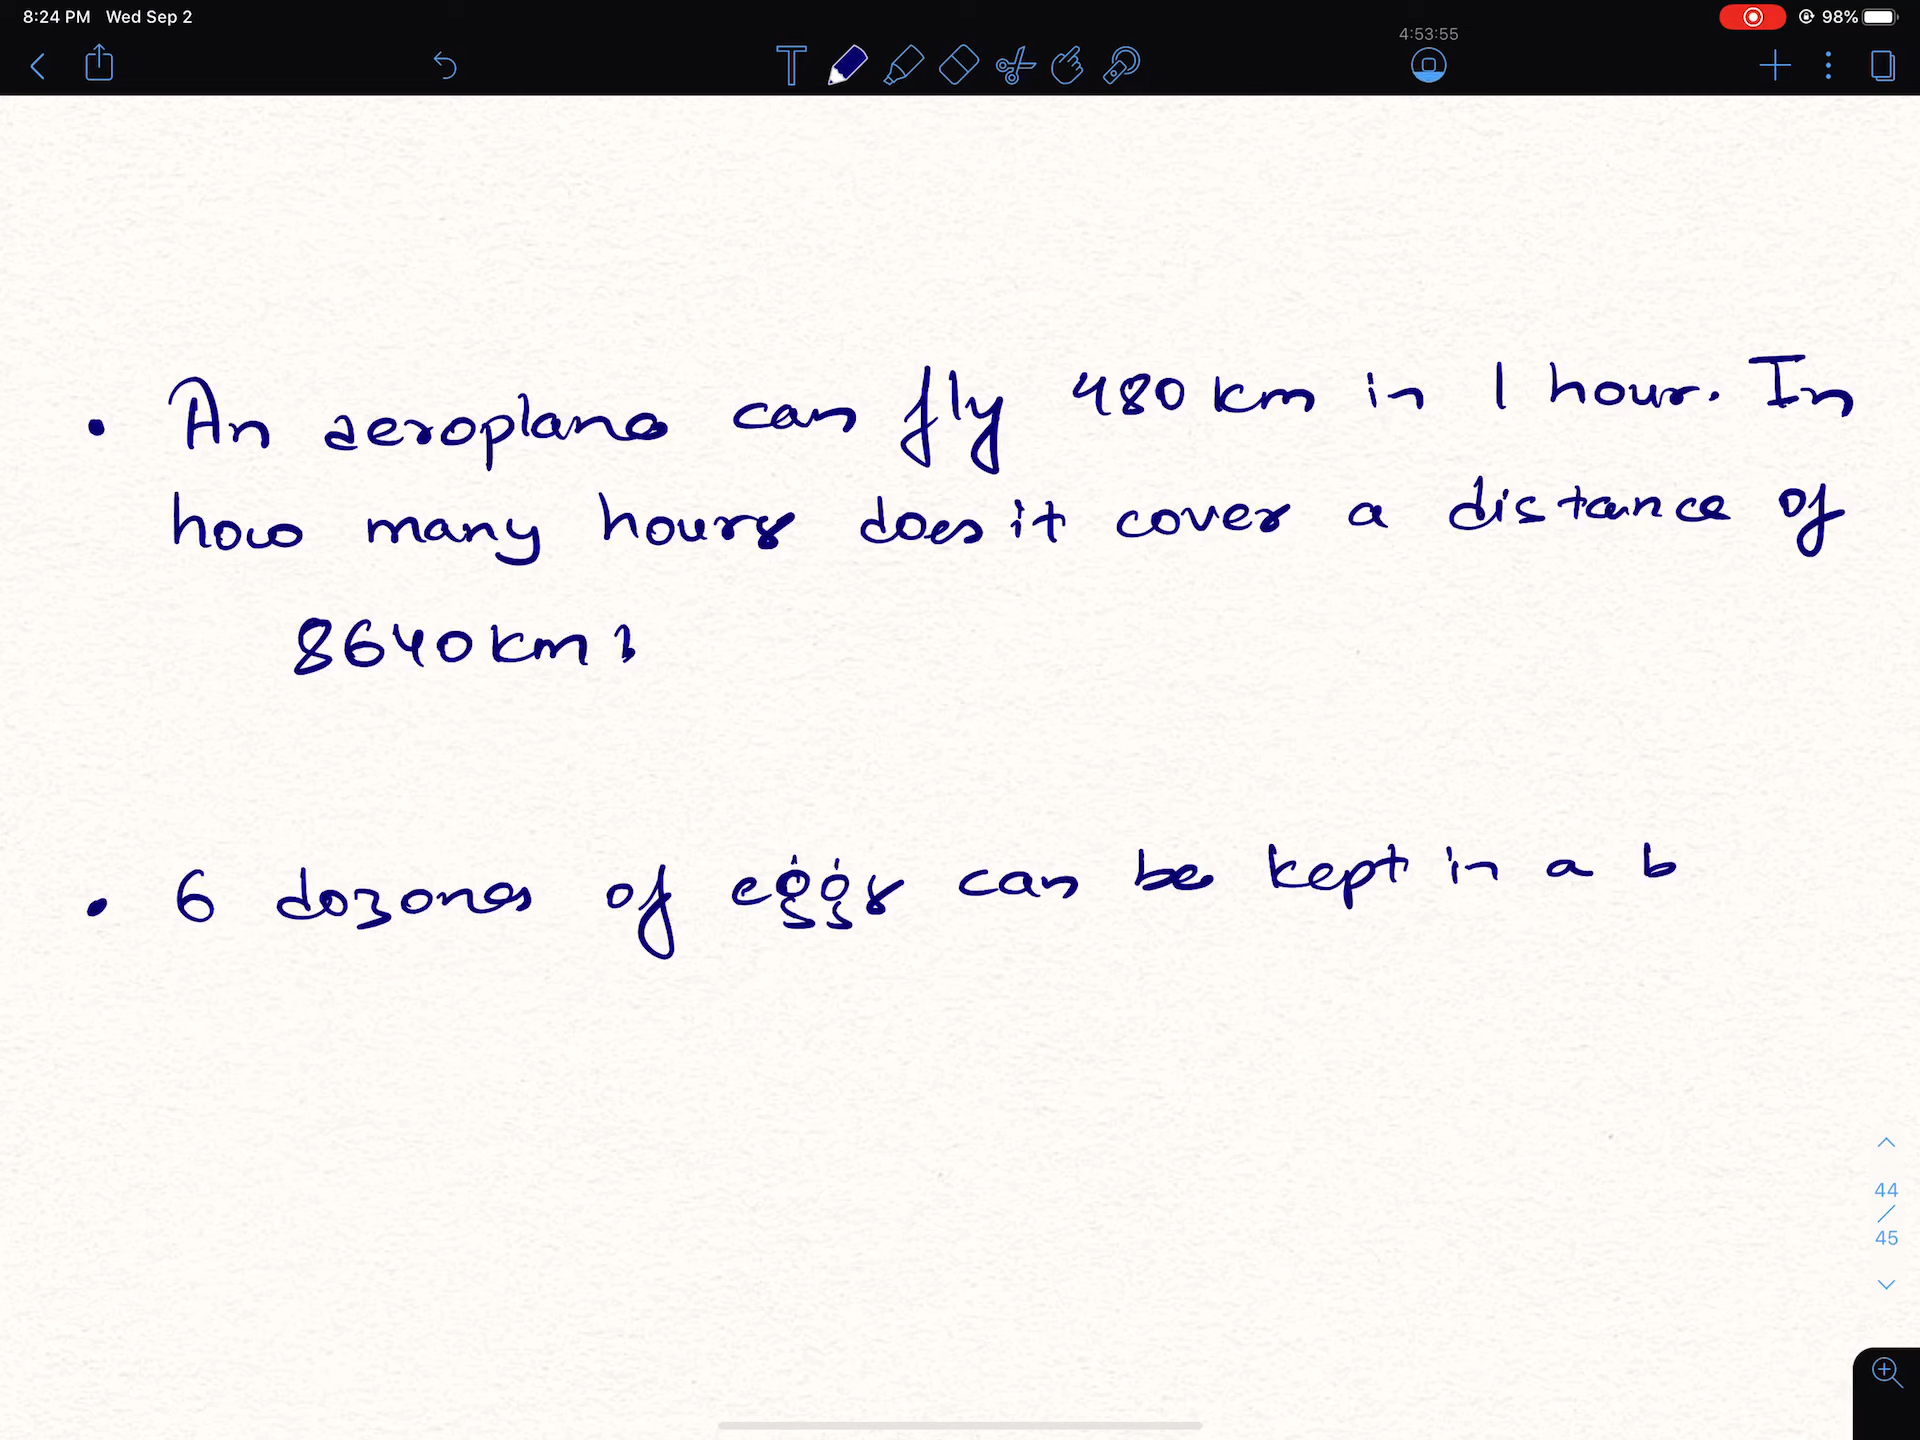 8:24 PM Wed Sep 2
98%
4:53:55
• An aeroplane can fly 480 km in 1 hour. In
how many hours does it cover a distance of
8640 km ?
• 6 dozenes of eggs can be kept in a b
44
/
45